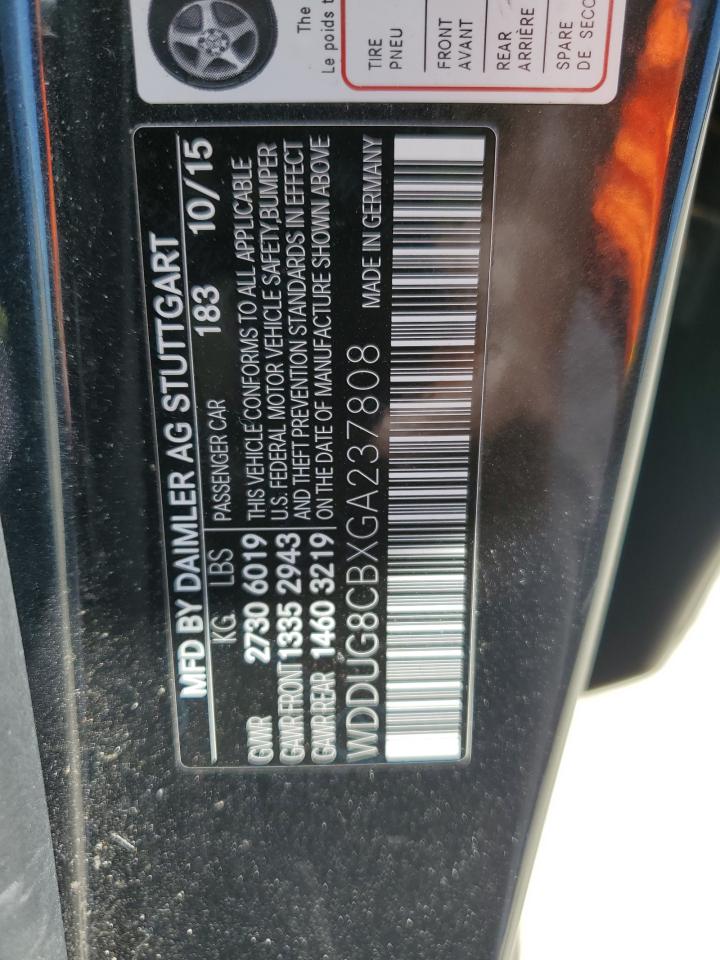 The
Le poids t
TIRE
PNEU
FRONT
AVANT
REAR
ARRIÈRE
SPARE
DE SECO
MFD BY DAIMLER AG STUTTGART
KG LBS PASSENGER CAR 183 10/15
GVWR 2730 6019 THIS VEHICLE CONFORMS TO ALL APPLICABLE
U.S. FEDERAL MOTOR VEHICLE SAFETY,BUMPER
GAWR FRONT 1335 2943 AND THEFT PREVENTION STANDARDS IN EFFECT
GAWR REAR 1460 3219 ON THE DATE OF MANUFACTURE SHOWN ABOVE
WDDUG8CBXGA237808 MADE IN GERMANY